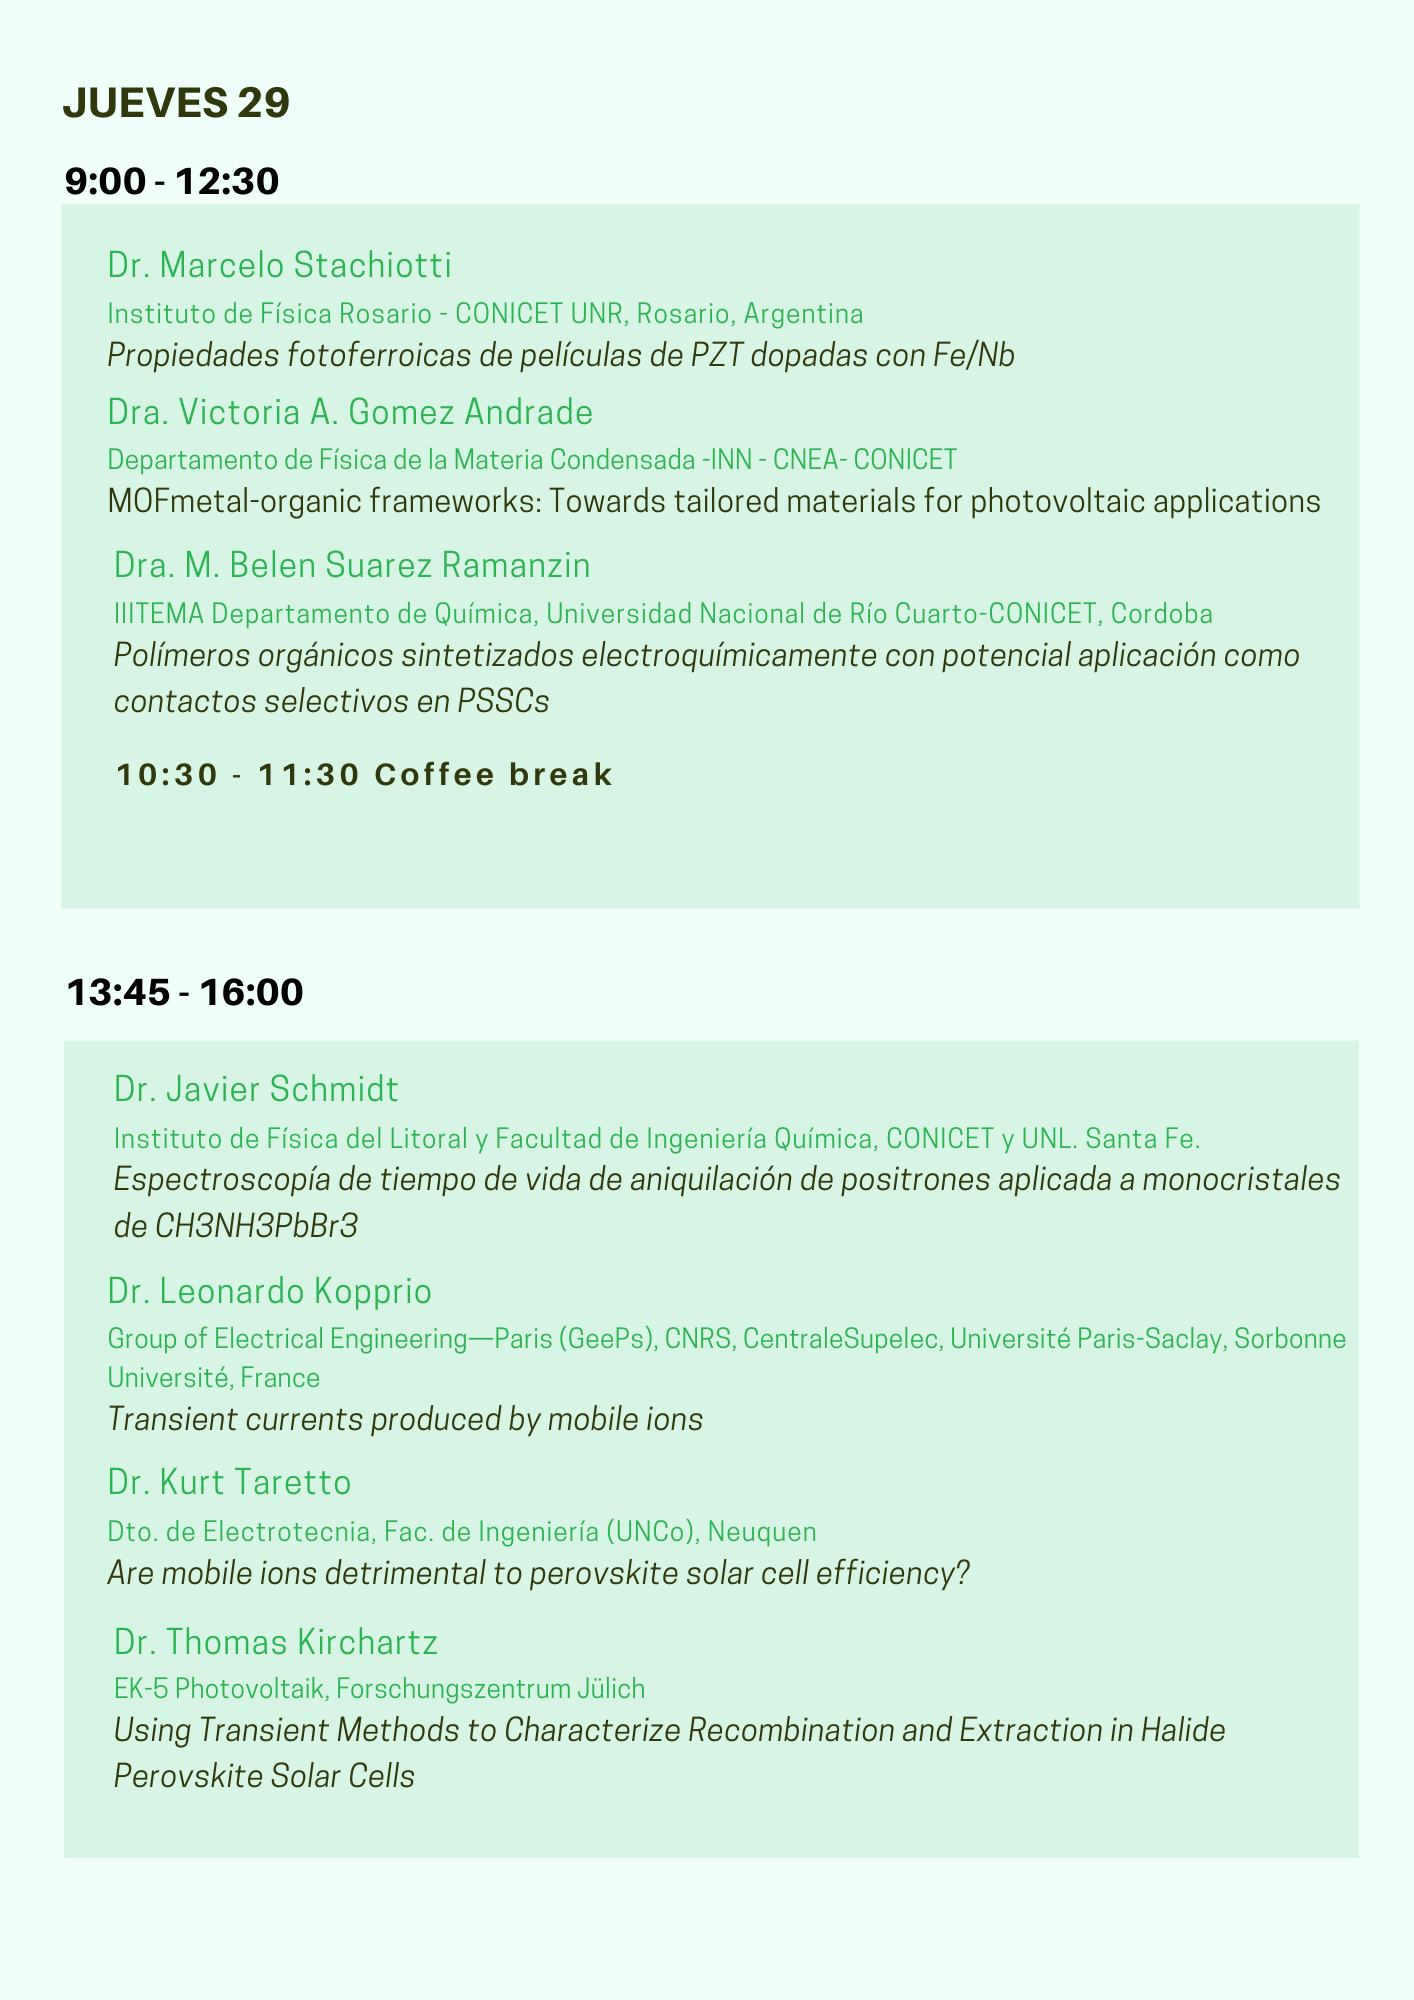 JUEVES 29
9:00 - 12:30
Dr. Marcelo Stachiotti
Instituto de Física Rosario - CONICET UNR, Rosario, Argentina
Propiedades fotoferroicas de películas de PZT dopadas con Fe/Nb
Dra. Victoria A. Gomez Andrade
Departamento de Física de la Materia Condensada -INN - CNEA- CONICET
MOFmetal-organic frameworks: Towards tailored materials for photovoltaic applications
Dra. M. Belen Suarez Ramanzin
IIITEMA Departamento de Química, Universidad Nacional de Río Cuarto-CONICET, Cordoba
Polímeros orgánicos sintetizados electroquímicamente con potencial aplicación como
contactos selectivos en PSSCs
10:30 - 11:30 Coffee break
13:45 - 16:00
Dr. Javier Schmidt
Instituto de Física del Litoral y Facultad de Ingeniería Química, CONICET y UNL. Santa Fe.
Espectroscopía de tiempo de vida de aniquilación de positrones aplicada a monocristales
de CH3NH3PbBr3
Dr. Leonardo Kopprio
Group of Electrical Engineering—Paris (GeePs), CNRS, CentraleSupelec, Université Paris-Saclay, Sorbonne
Université, France
Transient currents produced by mobile ions
Dr. Kurt Taretto
Dto. de Electrotecnia, Fac. de Ingeniería (UNCo), Neuquen
Are mobile ions detrimental to perovskite solar cell efficiency?
Dr. Thomas Kirchartz
EK-5 Photovoltaik, Forschungszentrum Jülich
Using Transient Methods to Characterize Recombination and Extraction in Halide
Perovskite Solar Cells